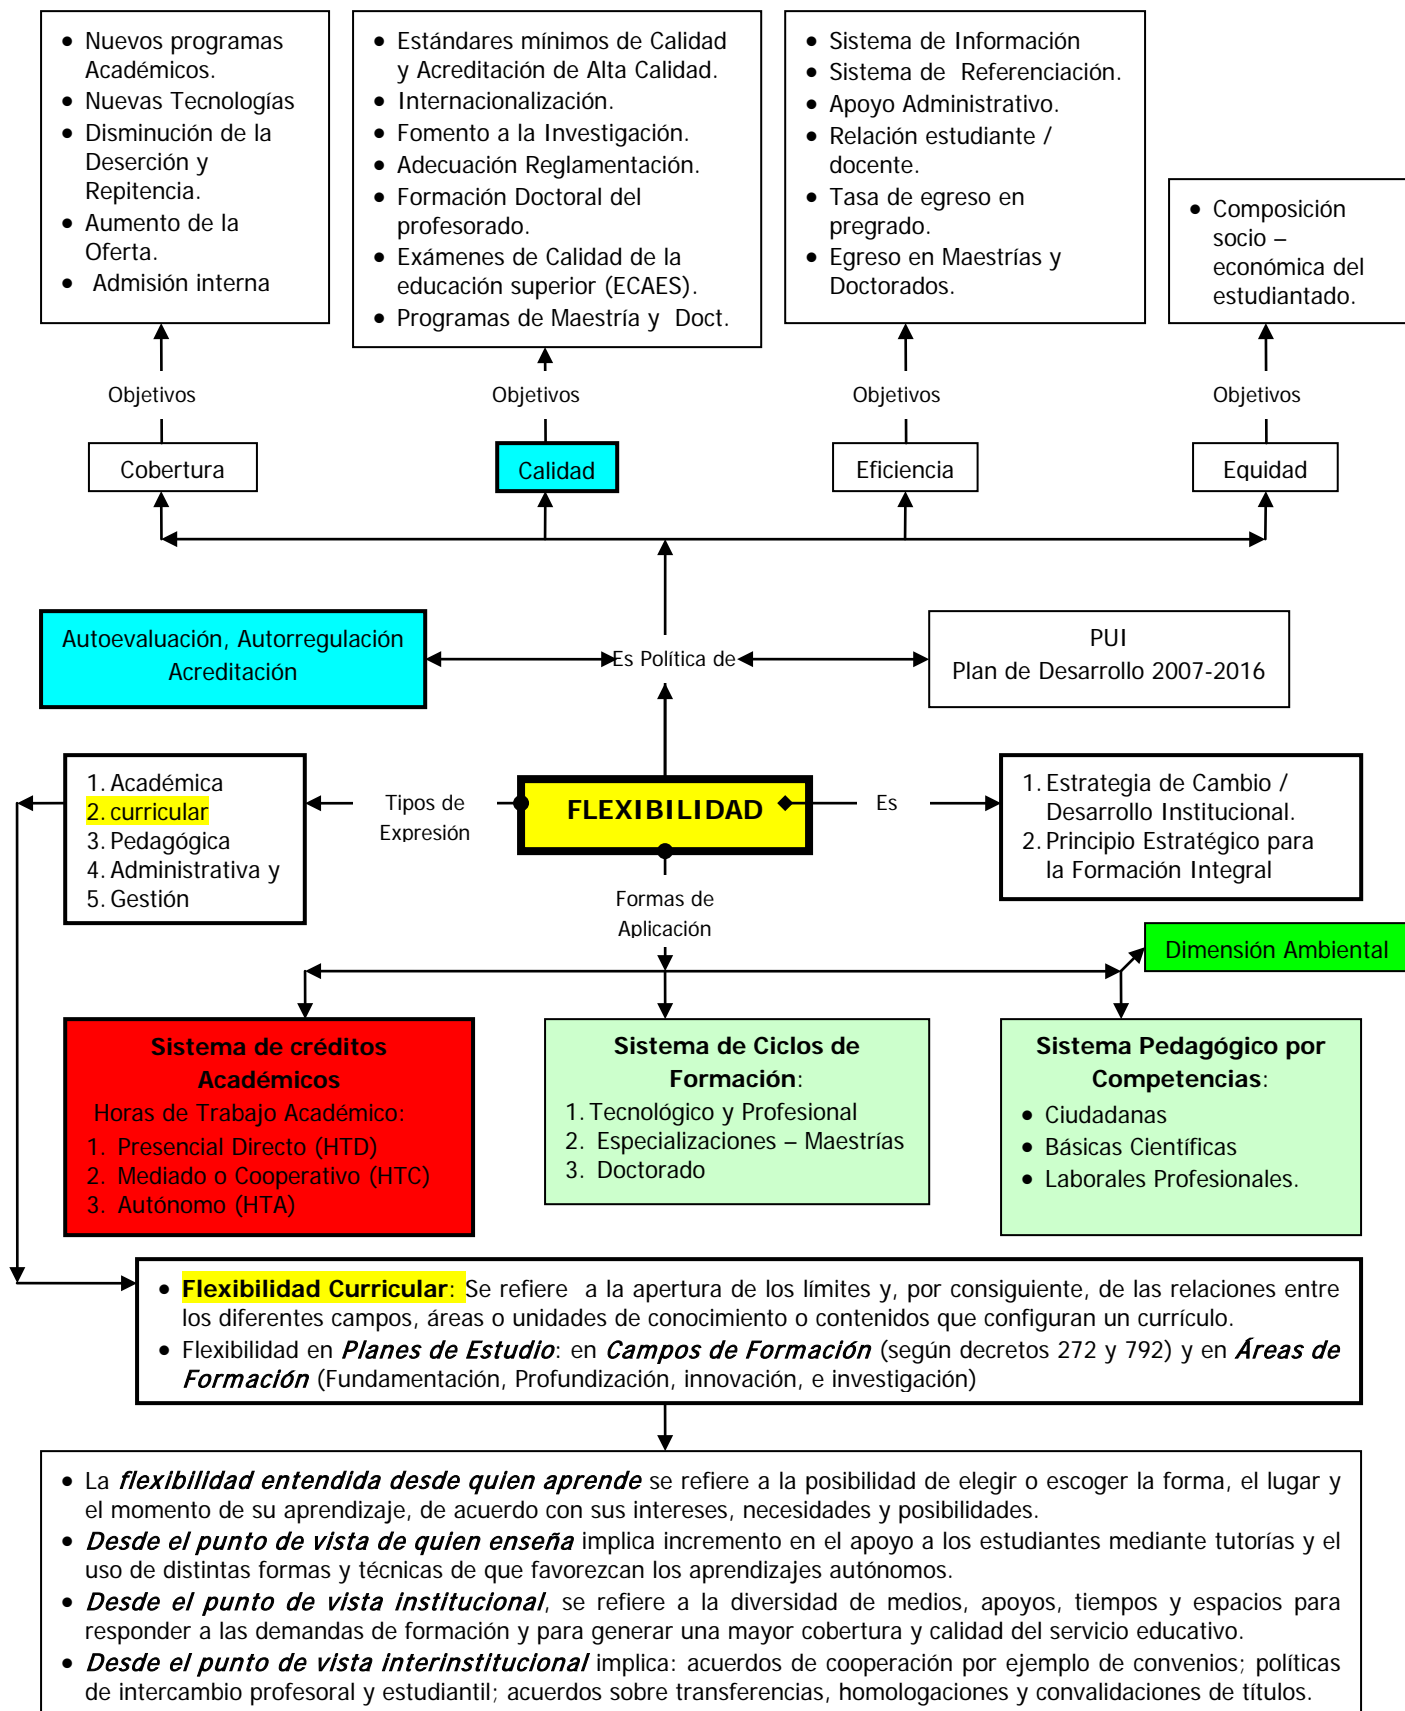 • Nuevos programas
Académicos.
• Nuevas Tecnologías
• Disminución de la
Deserción y
Repitencia.
• Aumento de la
Oferta.
• Admisión interna
• Estándares mínimos de Calidad
y Acreditación de Alta Calidad.
• Internacionalización.
• Fomento a la Investigación.
• Adecuación Reglamentación.
• Formación Doctoral del
profesorado.
• Exámenes de Calidad de la
educación superior (ECAES).
• Programas de Maestría y Doct.
• Sistema de Información
• Sistema de Referenciación.
• Apoyo Administrativo.
• Relación estudiante /
docente.
• Tasa de egreso en
pregrado.
• Egreso en Maestrías y
Doctorados.
• Composición
socio –
económica del
estudiantado.
Objetivos
Objetivos
Objetivos
Objetivos
Cobertura
Calidad
Eficiencia
Equidad
Autoevaluación, Autorregulación
Acreditación
Es Política de
PUI
Plan de Desarrollo 2007-2016
1. Académica
2. curricular
3. Pedagógica
4. Administrativa y
5. Gestión
Tipos de
Expresión
FLEXIBILIDAD
Es
1. Estrategia de Cambio /
Desarrollo Institucional.
2. Principio Estratégico para
la Formación Integral
Formas de
Aplicación
Dimensión Ambiental
Sistema de créditos
Académicos
Horas de Trabajo Académico:
1. Presencial Directo (HTD)
2. Mediado o Cooperativo (HTC)
3. Autónomo (HTA)
Sistema de Ciclos de
Formación:
1. Tecnológico y Profesional
2. Especializaciones – Maestrías
3. Doctorado
Sistema Pedagógico por
Competencias:
• Ciudadanas
• Básicas Científicas
• Laborales Profesionales.
• Flexibilidad Curricular: Se refiere a la apertura de los límites y, por consiguiente, de las relaciones entre
los diferentes campos, áreas o unidades de conocimiento o contenidos que configuran un currículo.
• Flexibilidad en Planes de Estudio: en Campos de Formación (según decretos 272 y 792) y en Áreas de
Formación (Fundamentación, Profundización, innovación, e investigación)
• La flexibilidad entendida desde quien aprende se refiere a la posibilidad de elegir o escoger la forma, el lugar y
el momento de su aprendizaje, de acuerdo con sus intereses, necesidades y posibilidades.
• Desde el punto de vista de quien enseña implica incremento en el apoyo a los estudiantes mediante tutorías y el
uso de distintas formas y técnicas de que favorezcan los aprendizajes autónomos.
• Desde el punto de vista institucional, se refiere a la diversidad de medios, apoyos, tiempos y espacios para
responder a las demandas de formación y para generar una mayor cobertura y calidad del servicio educativo.
• Desde el punto de vista interinstitucional implica: acuerdos de cooperación por ejemplo de convenios; políticas
de intercambio profesoral y estudiantil; acuerdos sobre transferencias, homologaciones y convalidaciones de títulos.